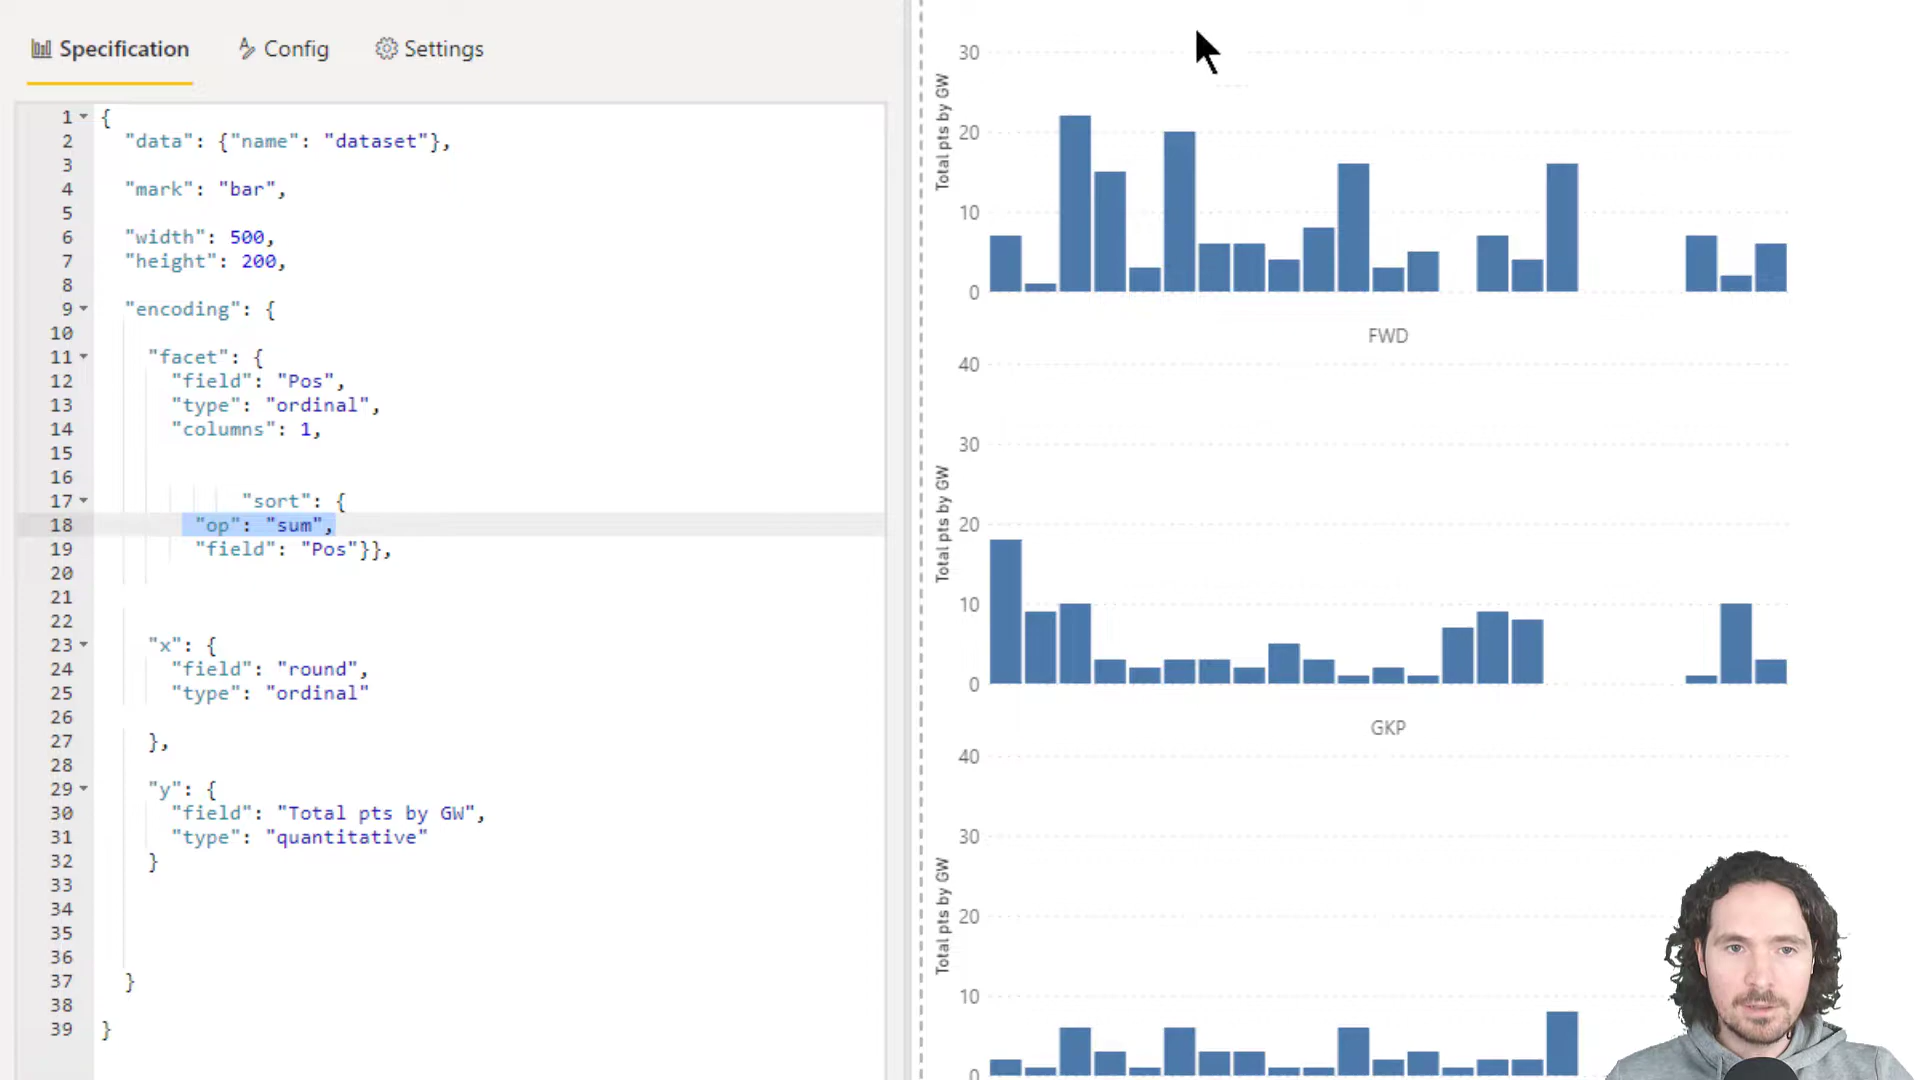 Specification Config Settings
1 {
2 "data": {"name": "dataset"},
3
4 "mark": "bar",
5
6 "width": 500,
7 "height": 200,
8
9 "encoding": {
10
11 "facet": {
12 "field": "Pos",
13 "type": "ordinal",
14 "columns": 1,
15
16
17 "sort": {
18 "op": "sum",
19 "field": "Pos"}},
20
21
22
23 "x": {
24 "field": "round",
25 "type": "ordinal"
26
27 },
28
29 "y": {
30 "field": "Total pts by GW",
31 "type": "quantitative"
32 }
33
34
35
36
37 }
38
39 }
30
20
10
0
Total pts by GW
FWD
40
30
20
10
0
Total pts by GW
GKP
40
30
20
10
0
Total pts by GW